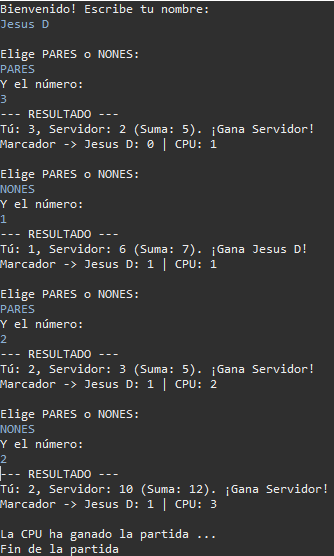 Bienvenido! Escribe tu nombre:
Jesus D
Elige PARES o NONES:
PARES
Y el número:
3
--- RESULTADO ---
Tú: 3, Servidor: 2 (Suma: 5). ¡Gana Servidor!
Marcador -> Jesus D: 0 | CPU: 1
Elige PARES o NONES:
NONES
Y el número:
1
--- RESULTADO ---
Tú: 1, Servidor: 6 (Suma: 7). ¡Gana Jesus D!
Marcador -> Jesus D: 1 | CPU: 1
Elige PARES o NONES:
PARES
Y el número:
2
--- RESULTADO ---
Tú: 2, Servidor: 3 (Suma: 5). ¡Gana Servidor!
Marcador -> Jesus D: 1 | CPU: 2
Elige PARES o NONES:
NONES
Y el número:
2
--- RESULTADO ---
Tú: 2, Servidor: 10 (Suma: 12). ¡Gana Servidor!
Marcador -> Jesus D: 1 | CPU: 3
La CPU ha ganado la partida ...
Fin de la partida